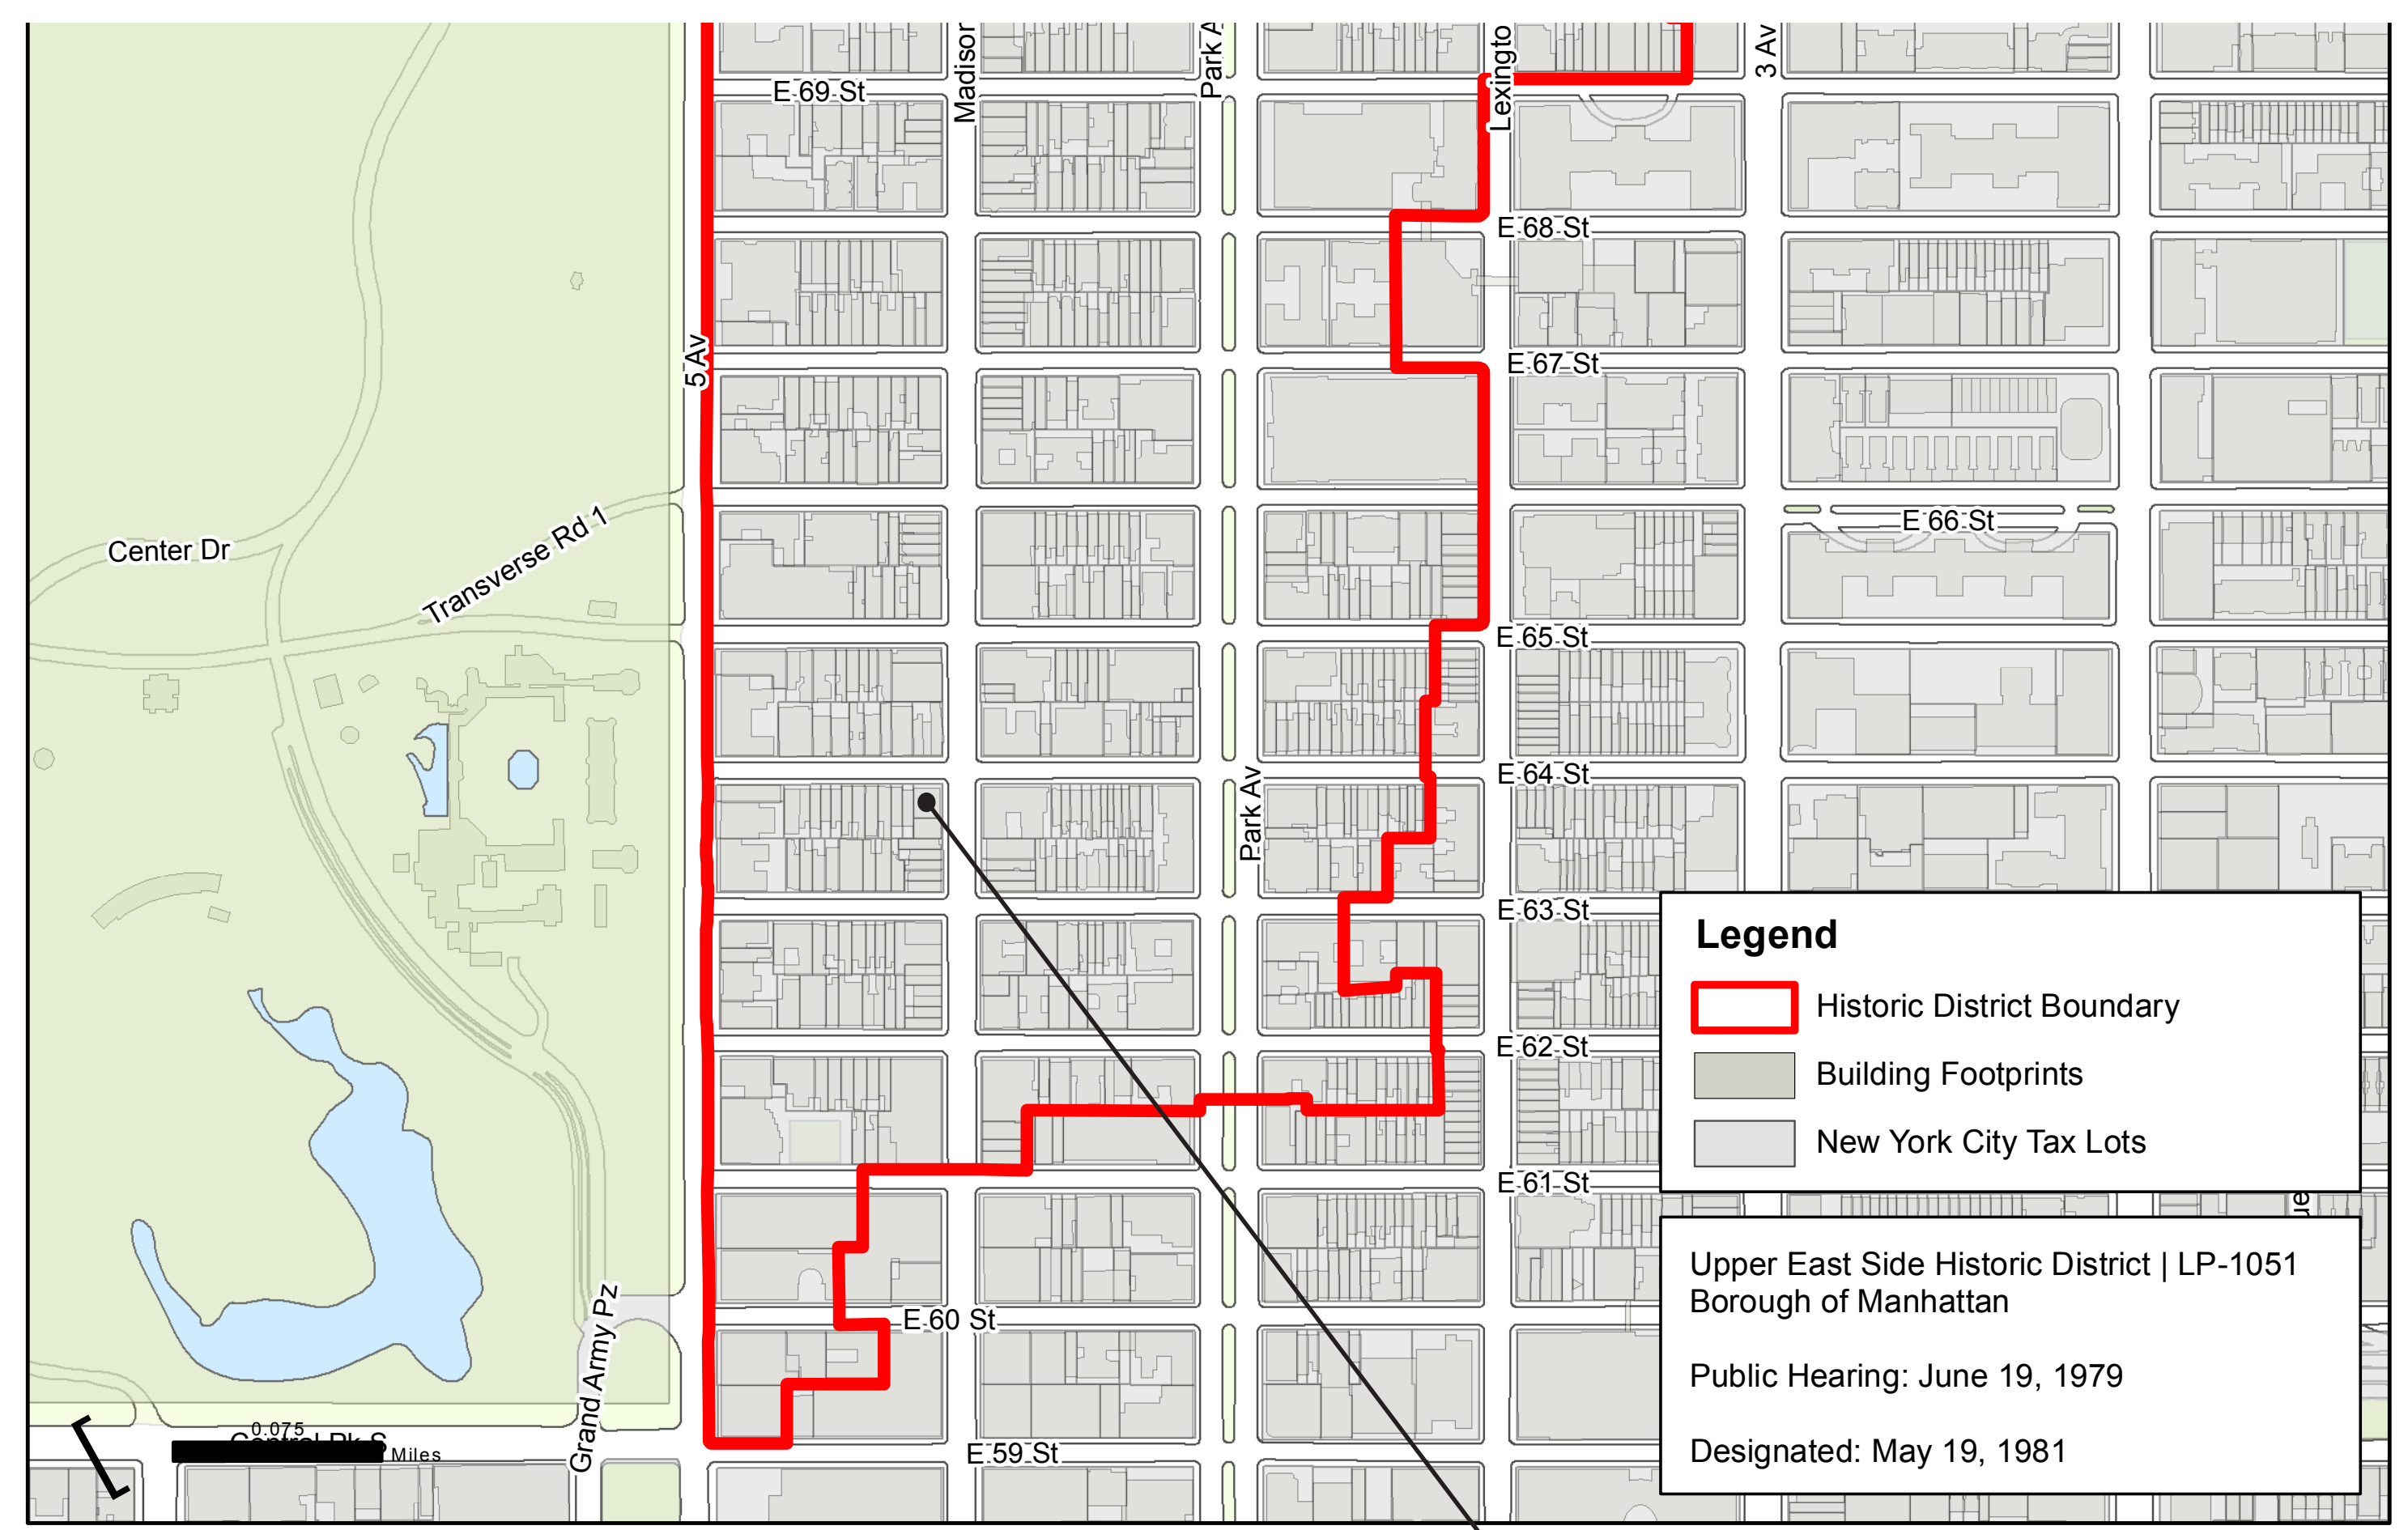 Madison
Park A
Lexingto
3 Av
E 69 St
E 68 St
5 Av
E 67 St
Center Dr
Transverse Rd 1
E 66 St
E 65 St
E 64 St
Park Av
E 63 St
Legend
Historic District Boundary
E 62 St
Building Footprints
New York City Tax Lots
E 61 St
ue
Upper East Side Historic District | LP-1051
Borough of Manhattan
E 60 St
Grand Army Pz
Public Hearing: June 19, 1979
0.075
Central Pk S
Miles
E 59 St
Designated: May 19, 1981